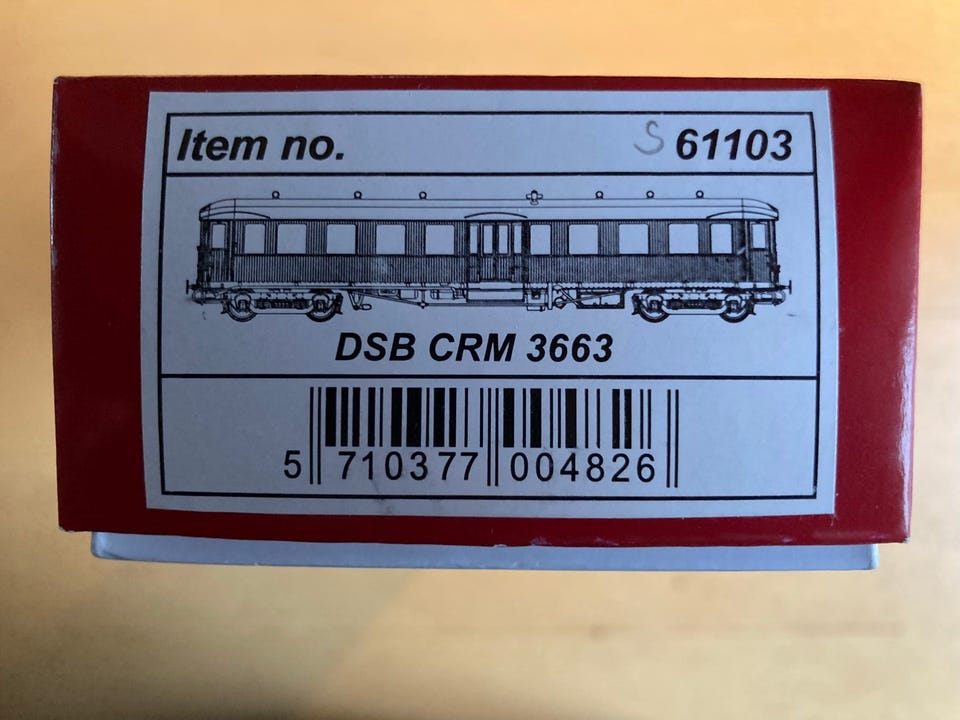 Item no. S 61103
DSB CRM 3663
5 710377 004826